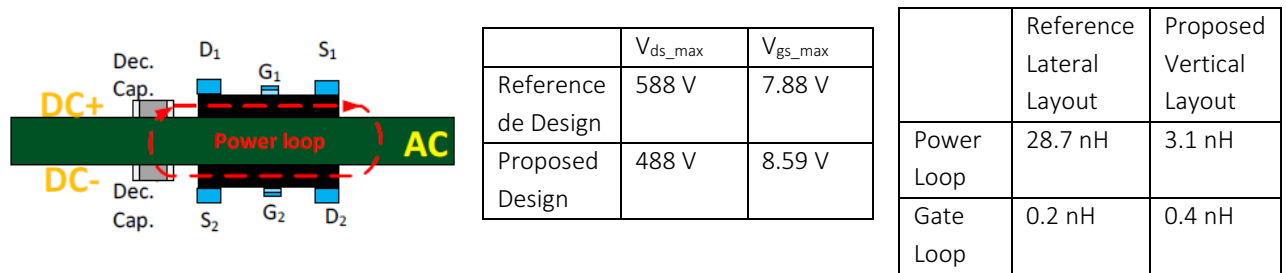 D₁
S₁
Dec.
Cap.
G₁
DC+
Power loop
AC
DC-
Dec.
Cap.
S₂
G₂
D₂
Vds_max
Vgs_max
Reference
de Design
588 V
7.88 V
Proposed
Design
488 V
8.59 V
Reference
Lateral
Layout
Proposed
Vertical
Layout
Power
Loop
28.7 nH
3.1 nH
Gate
Loop
0.2 nH
0.4 nH